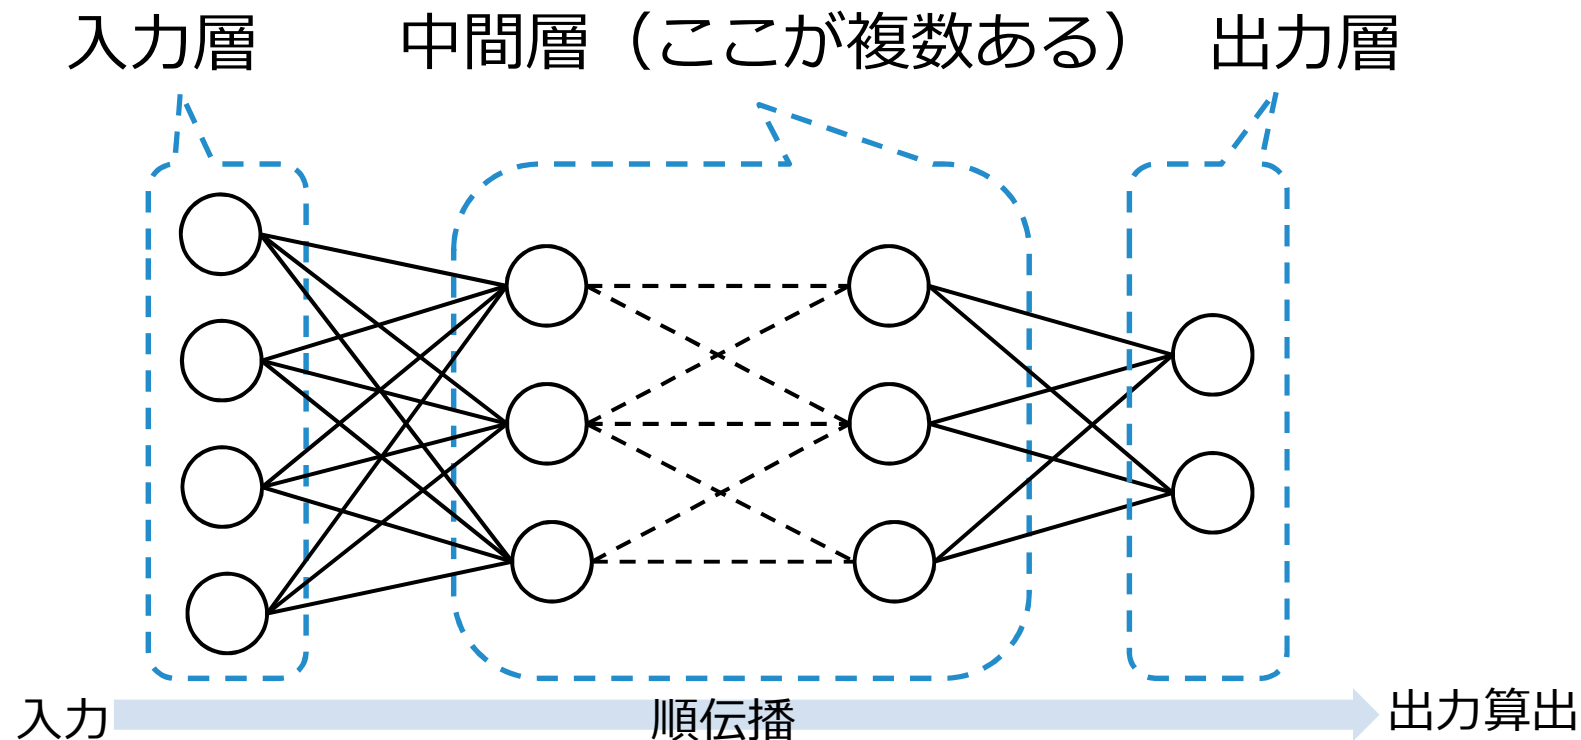 入力層
中間層（ここが複数ある）
出力層
入力
順伝播
出力算出